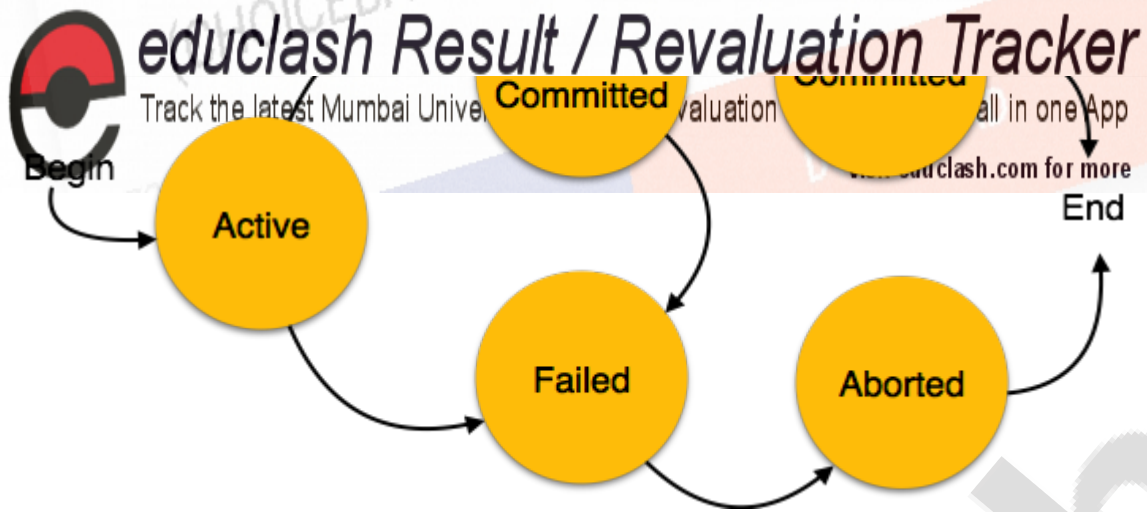 educlash Result / Revaluation Tracker
Committed
Committed
Track the latest Mumbai
valuation
all in one App
Begin
educlash.com for more
End
Active
Failed
Aborted